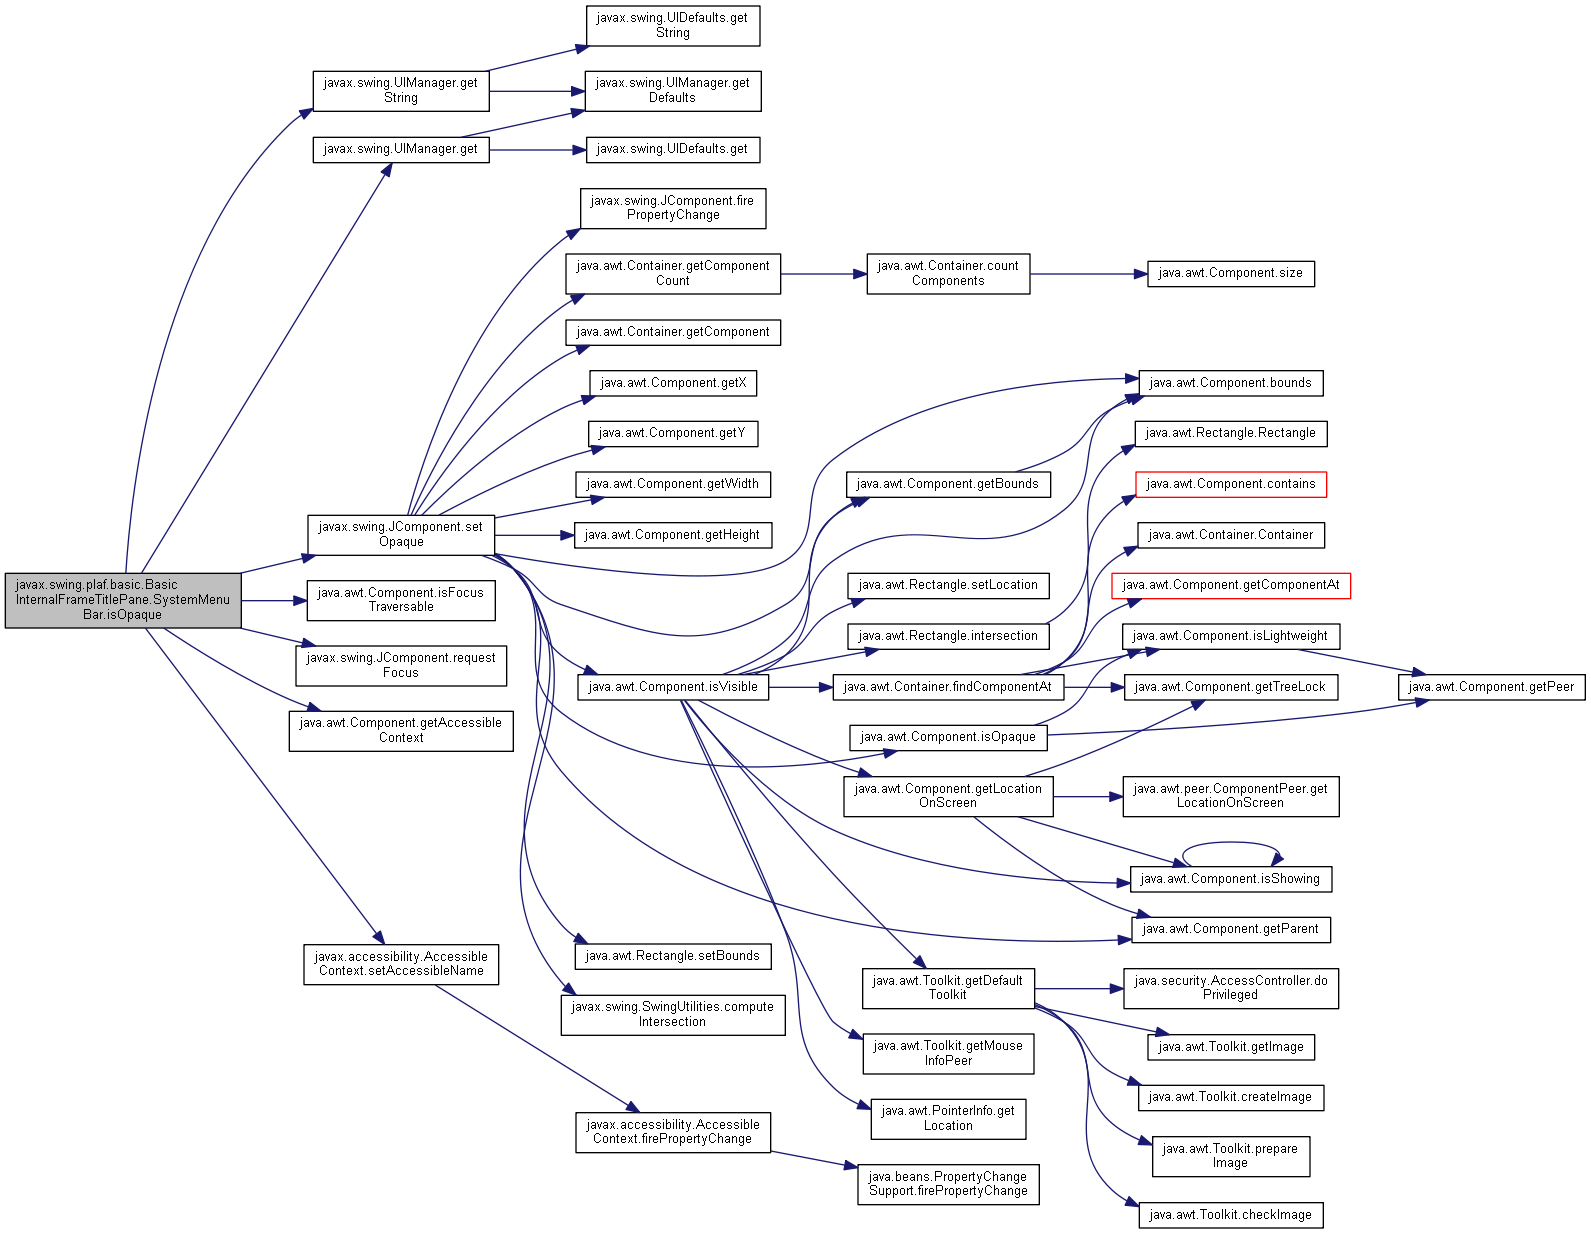 javax.swing.plaf.basic.Basic
InternalFrameTitlePane.SystemMenu
Bar.isOpaque
javax.swing.UIManager.get
String
javax.swing.UIManager.get
javax.swing.JComponent.set
Opaque
java.awt.Component.isFocus
Traversable
javax.swing.JComponent.request
Focus
java.awt.Component.getAccessible
Context
javax.accessibility.Accessible
Context.setAccessibleName
javax.swing.UIDefaults.get
String
javax.swing.UIManager.get
Defaults
javax.swing.UIDefaults.get
javax.swing.JComponent.fire
PropertyChange
java.awt.Container.getComponent
Count
java.awt.Container.getComponent
java.awt.Component.getX
java.awt.Component.getY
java.awt.Component.getWidth
java.awt.Component.getHeight
java.awt.Component.isVisible
java.awt.Rectangle.setBounds
javax.swing.SwingUtilities.compute
Intersection
javax.accessibility.Accessible
Context.firePropertyChange
java.awt.Container.count
Components
java.awt.Component.getBounds
java.awt.Rectangle.setLocation
java.awt.Rectangle.intersection
java.awt.Container.findComponentAt
java.awt.Component.isOpaque
java.awt.Component.getLocation
OnScreen
java.awt.Toolkit.getDefault
Toolkit
java.awt.Toolkit.getMouse
InfoPeer
java.awt.PointerInfo.get
Location
java.beans.PropertyChange
Support.firePropertyChange
java.awt.Component.size
java.awt.Component.bounds
java.awt.Rectangle.Rectangle
java.awt.Component.contains
java.awt.Container.Container
java.awt.Component.getComponentAt
java.awt.Component.isLightweight
java.awt.Component.getTreeLock
java.awt.peer.ComponentPeer.get
LocationOnScreen
java.awt.Component.isShowing
java.awt.Component.getParent
java.security.AccessController.do
Privileged
java.awt.Toolkit.getImage
java.awt.Toolkit.createImage
java.awt.Toolkit.prepare
Image
java.awt.Toolkit.checkImage
java.awt.Component.getPeer